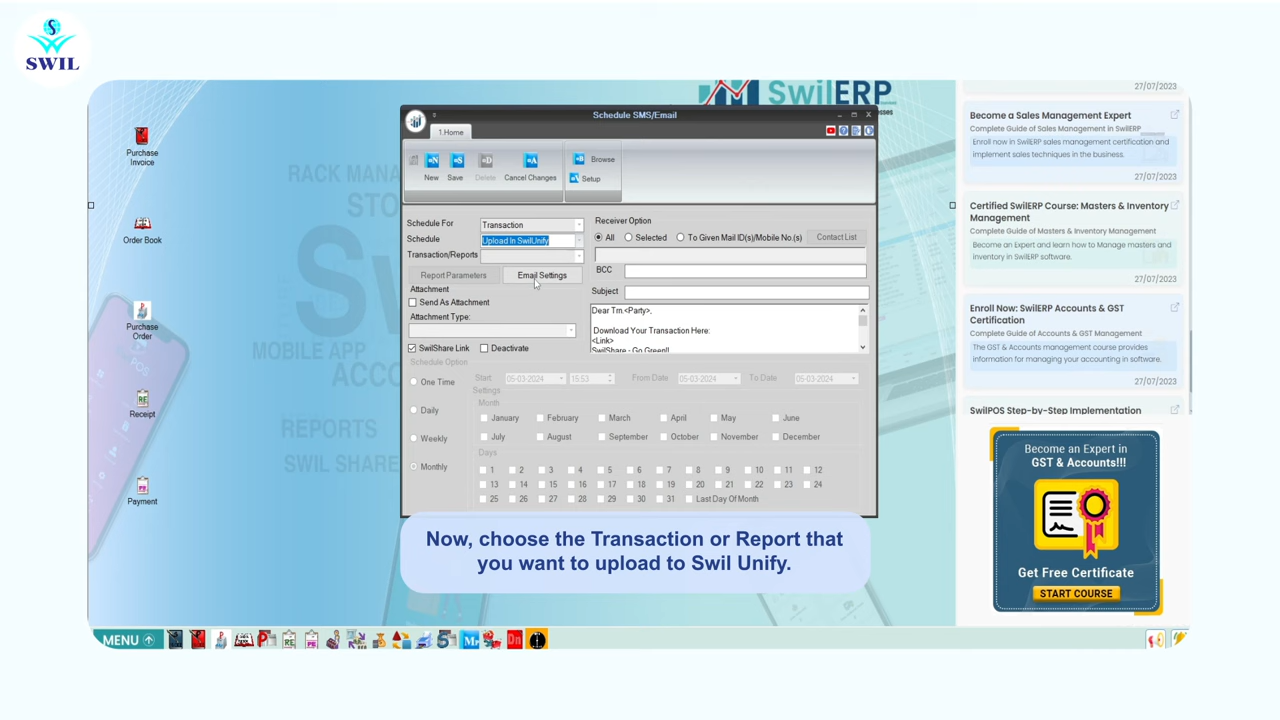 SWIL
SwilERP
Purchase
Invoice
Order Book
Purchase
Order
Receipt
Payment
RACK MANA
STO
MOBILE APP
ACCO
REPORTS
SWIL SHARE
Schedule SMS/Email
1.Home
New
Save
Delete
Cancel Changes
Browse
Setup
Schedule For
Transaction
Schedule
Upload In SwilUnify
Transaction/Reports
Report Parameters
Email Settings
Attachment
Send As Attachment
Attachment Type:
SwilShare Link
Deactivate
Receiver Option
All
Selected
To Given Mail ID(s)/Mobile No.(s)
Contact List
BCC
Subject
Dear Tm.<Party>,
Download Your Transaction Here:
<Link>
SwilShare - Go Green!!
Schedule Option
One Time
Daily
Weekly
Monthly
Start
05-03-2024
15:53
From Date
05-03-2024
To Date
05-03-2024
Settings
Month
January February March April May June
July August September October November December
Days
1 2 3 4 5 6 7 8 9 10 11 12
13 14 15 16 17 18 19 20 21 22 23 24
25 26 27 28 29 30 31 Last Day Of Month
Now, choose the Transaction or Report that
you want to upload to Swil Unify.
27/07/2023
Become a Sales Management Expert
Complete Guide of Sales Management in SwilERP
Enroll now in SwilERP sales management certification and
implement sales techniques in the business.
27/07/2023
Certified SwilERP Course: Masters & Inventory
Management
Complete Guide of Masters & Inventory Management
Become an Expert and learn how to Manage masters and
inventory in SwilERP software.
27/07/2023
Enroll Now: SwilERP Accounts & GST
Certification
Complete Guide of Accounts & GST Management
The GST & Accounts management course provides
information for managing your accounting in SwilERP.
27/07/2023
SwilPOS Step-by-Step Implementation
Become an Expert in
GST & Accounts!!!
Get Free Certificate
START COURSE
MENU